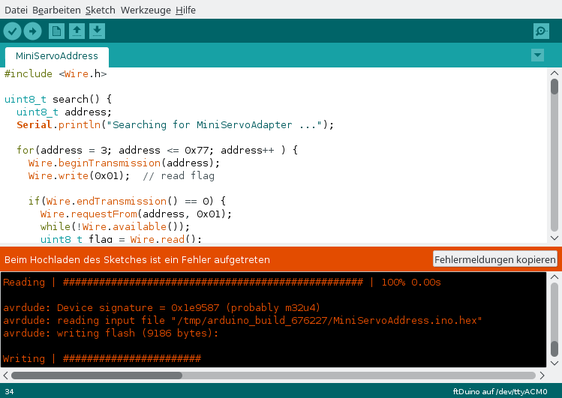 Datei Bearbeiten Sketch Werkzeuge Hilfe
MiniServoAddress
#include <Wire.h>
uint8_t search() {
  uint8_t address;
  Serial.println("Searching for MiniServoAdapter ...");
  for(address = 3; address <= 0x77; address++ ) {
    Wire.beginTransmission(address);
    Wire.write(0x01);  // read flag
    if(Wire.endTransmission() == 0) {
      Wire.requestFrom(address, 0x01);
      while(!Wire.available());
      uint8_t flag = Wire.read();
Beim Hochladen des Sketches ist ein Fehler aufgetreten
Fehlermeldungen kopieren
Reading | ################################################## | 100% 0.00s
avrdude: Device signature = 0x1e9587 (probably m32u4)
avrdude: reading input file "/tmp/arduino_build_676227/MiniServoAddress.ino.hex"
avrdude: writing flash (9186 bytes):
Writing | #######################
34
ftDuino auf /dev/ttyACM0